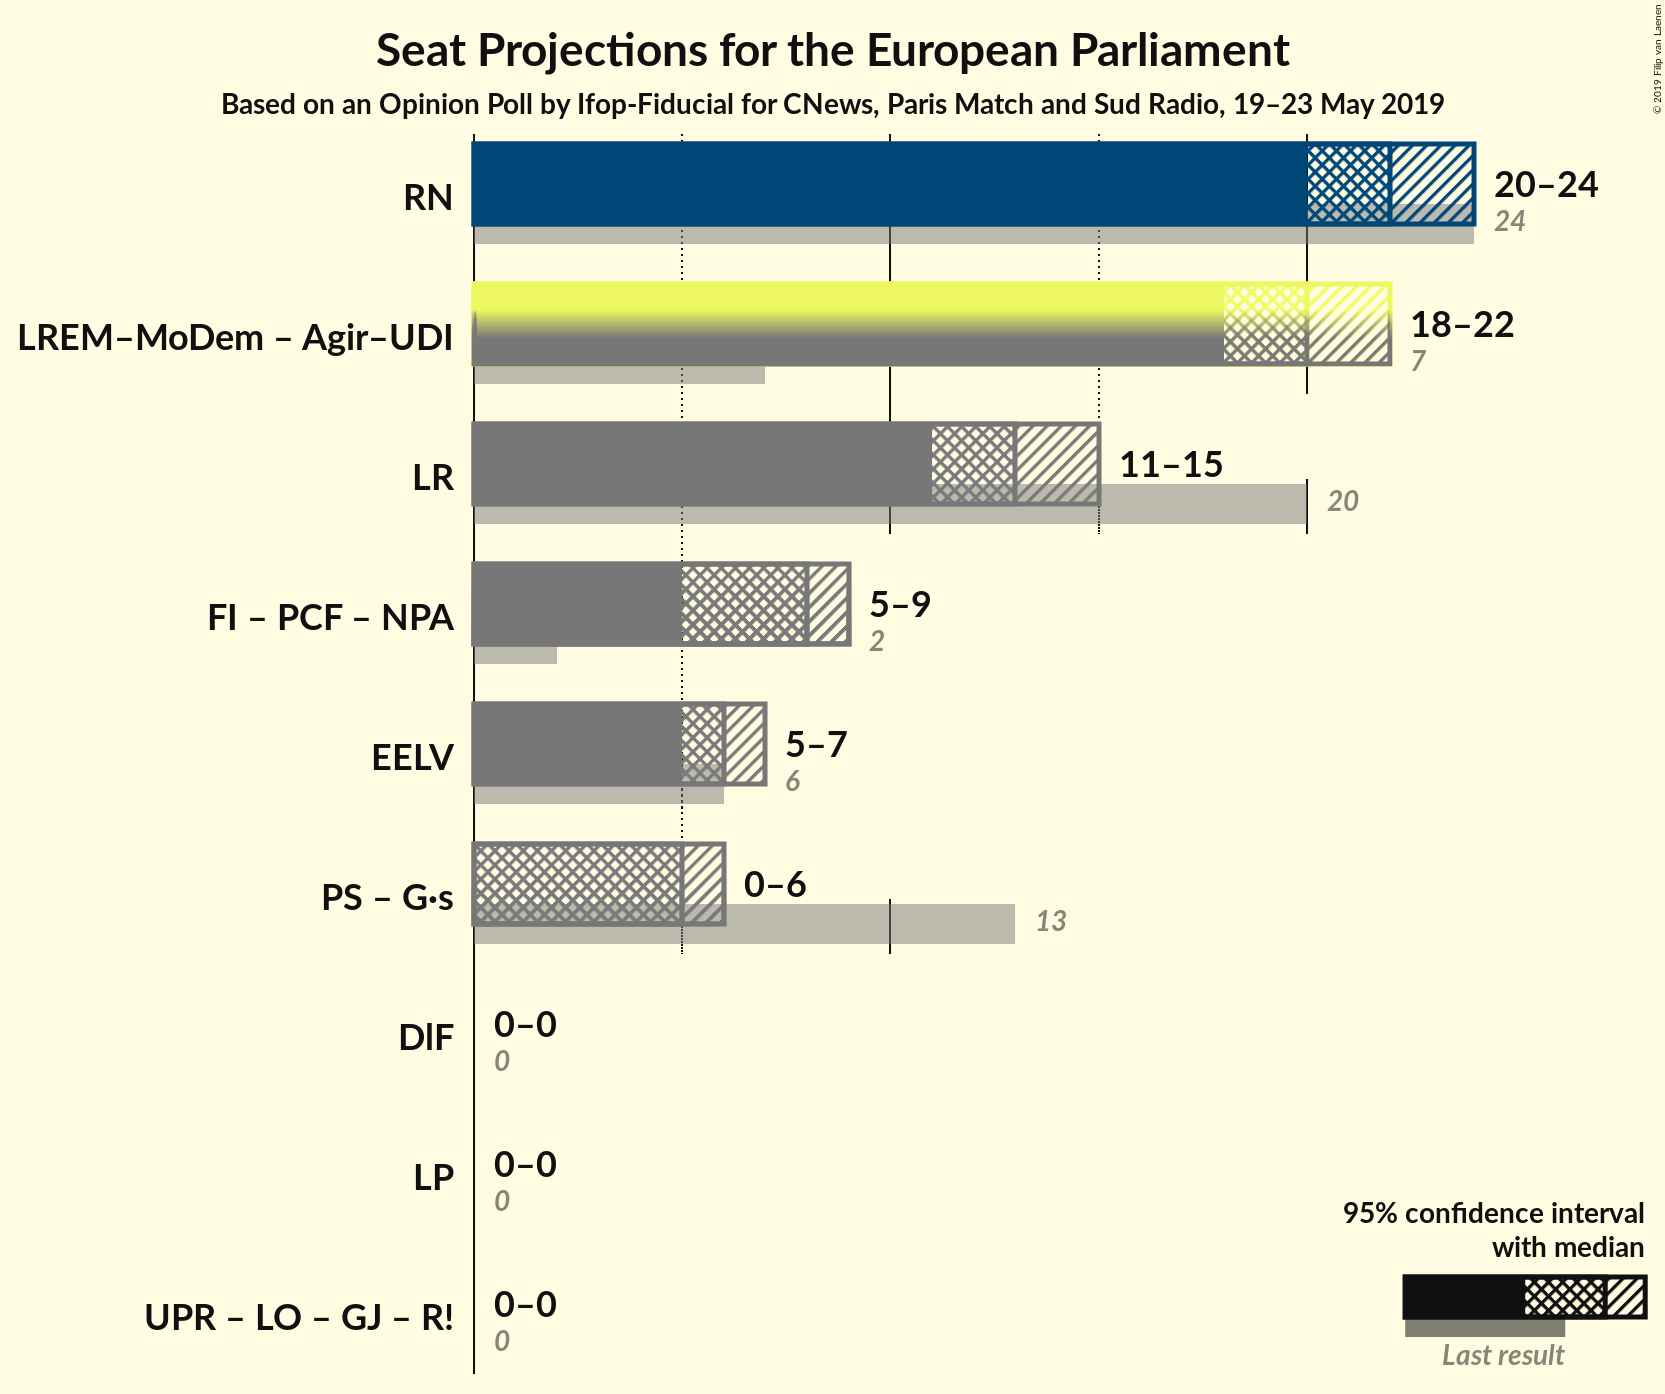 Seat Projections for the European Parliament
Based on an Opinion Poll by Ifop-Fiducial for CNews, Paris Match and Sud Radio, 19–23 May 2019
© 2019 Filip van Laenen
RN
20–24
24
LREM–MoDem – Agir–UDI
18–22
7
LR
11–15
20
FI – PCF – NPA
5–9
2
EELV
5–7
6
PS – G·s
0–6
13
DlF
0–0
0
LP
0–0
0
UPR – LO – GJ – R!
0–0
0
95% confidence interval
with median
Last result